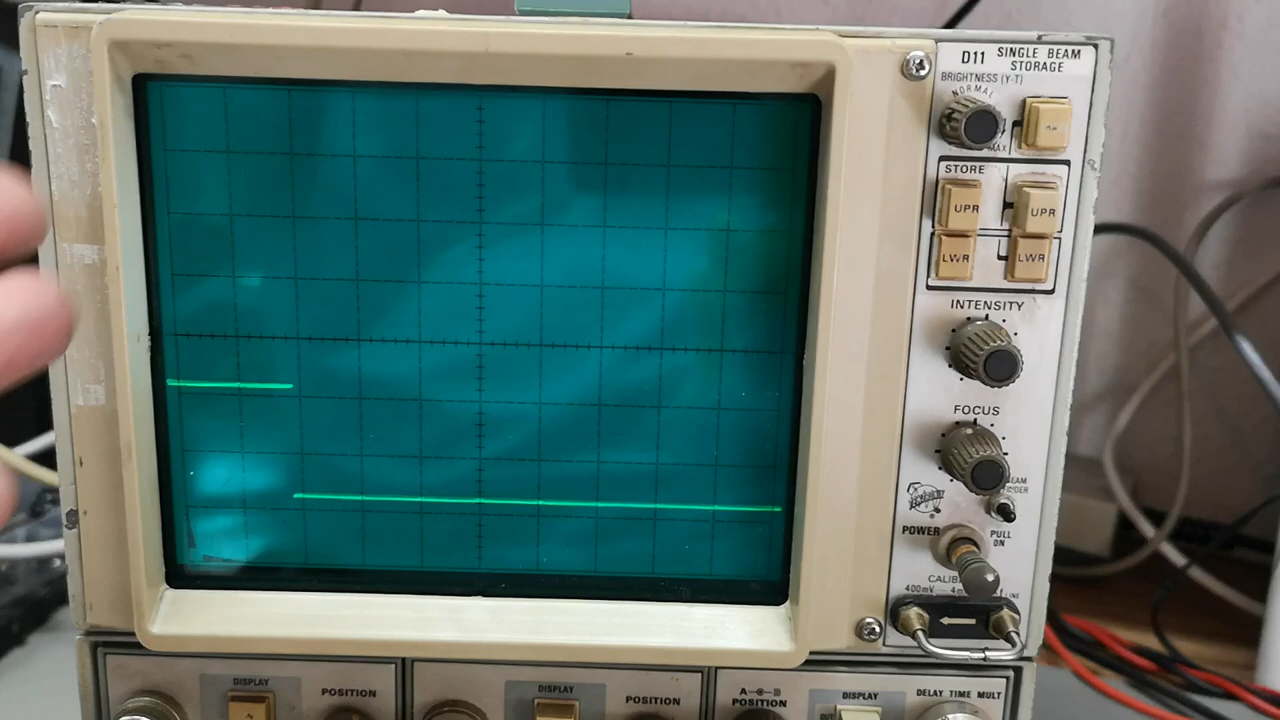 D11 SINGLE BEAM
STORAGE
BRIGHTNESS (Y-T)
NORMAL
MAX
STORE
UPR UPR
LWR LWR
INTENSITY
FOCUS
BEAM
FINDER
POWER
PULL
ON
400mV
LINE
DISPLAY
POSITION
DISPLAY
POSITION
A-C-B
POSITION
DISPLAY
DELAY TIME MULT